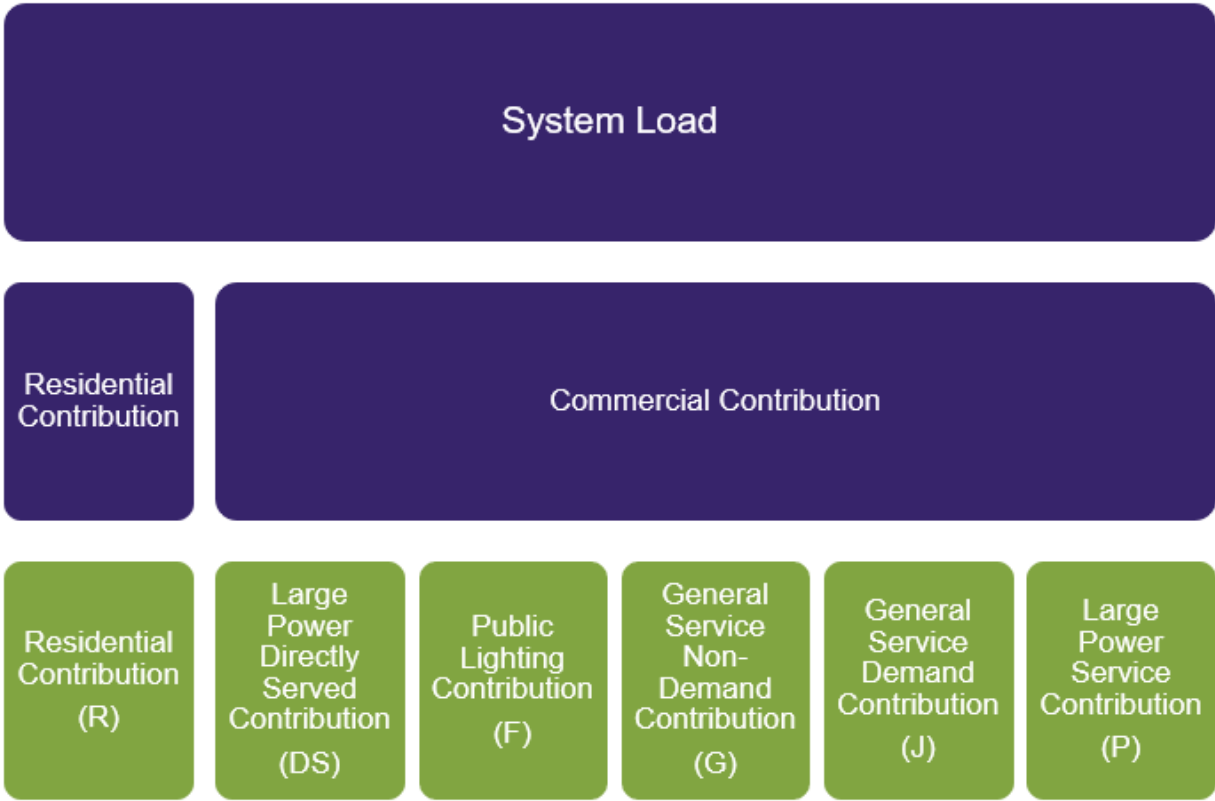 System Load
Residential
Contribution
Commercial Contribution
Residential
Contribution
(R)
Large
Power
Directly
Served
Contribution
(DS)
Public
Lighting
Contribution
(F)
General
Service
Non-
Demand
Contribution
(G)
General
Service
Demand
Contribution
(J)
Large
Power
Service
Contribution
(P)